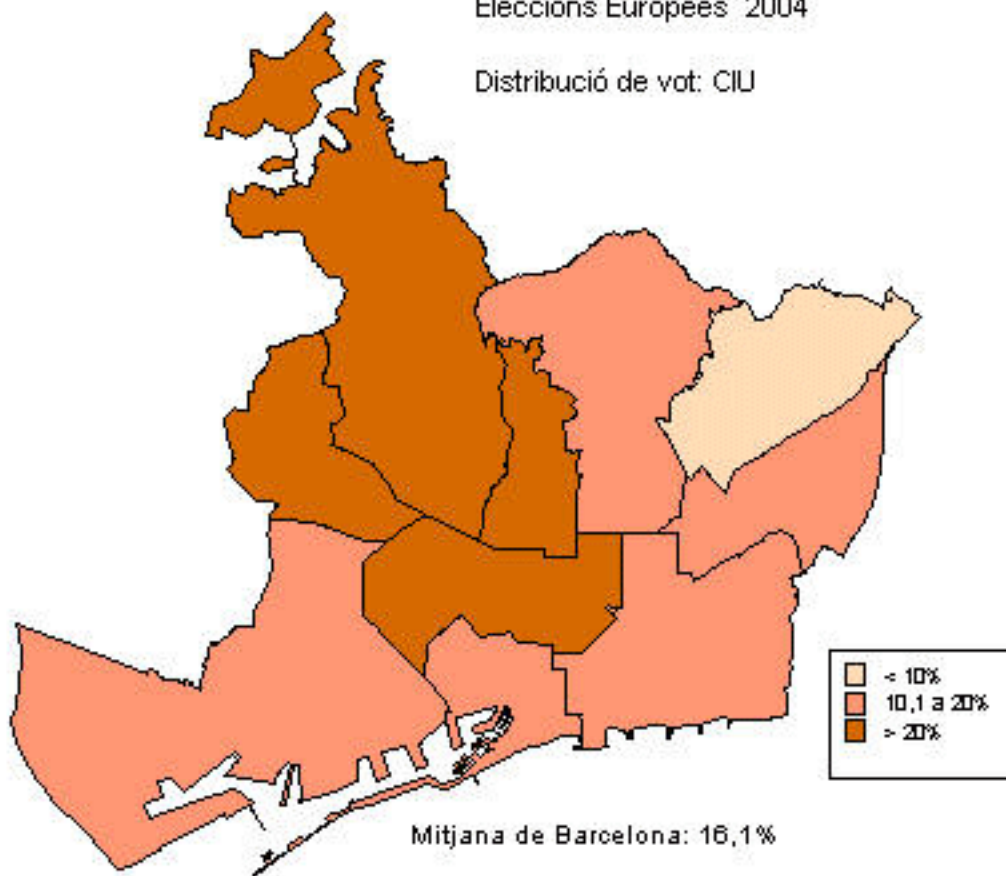 Eleccions Europees 2004
Distribució de vot: CIU
< 10%
10,1 a 20%
> 20%
Mitjana de Barcelona: 16,1%